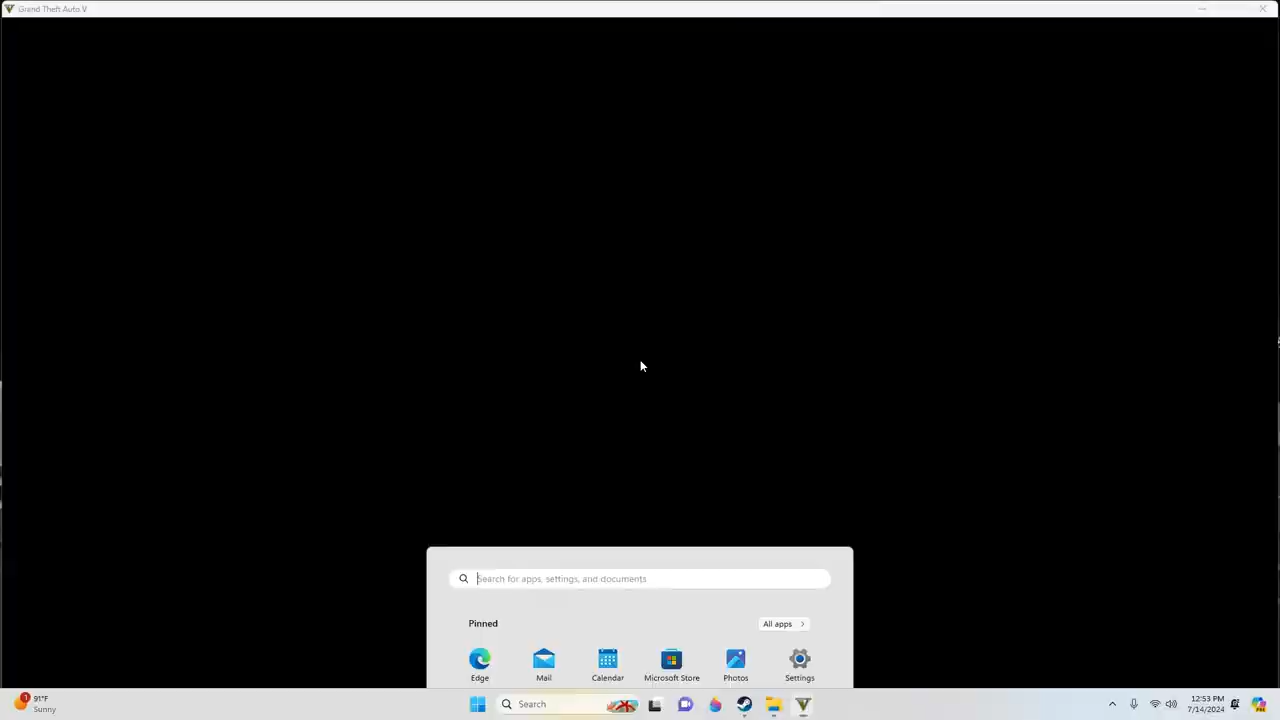 Grand Theft Auto V
Search for apps, settings, and documents
Pinned
All apps
Edge
Mail
Calendar
Microsoft Store
Photos
Settings
1
91°F
Sunny
Search
12:53 PM
7/14/2024